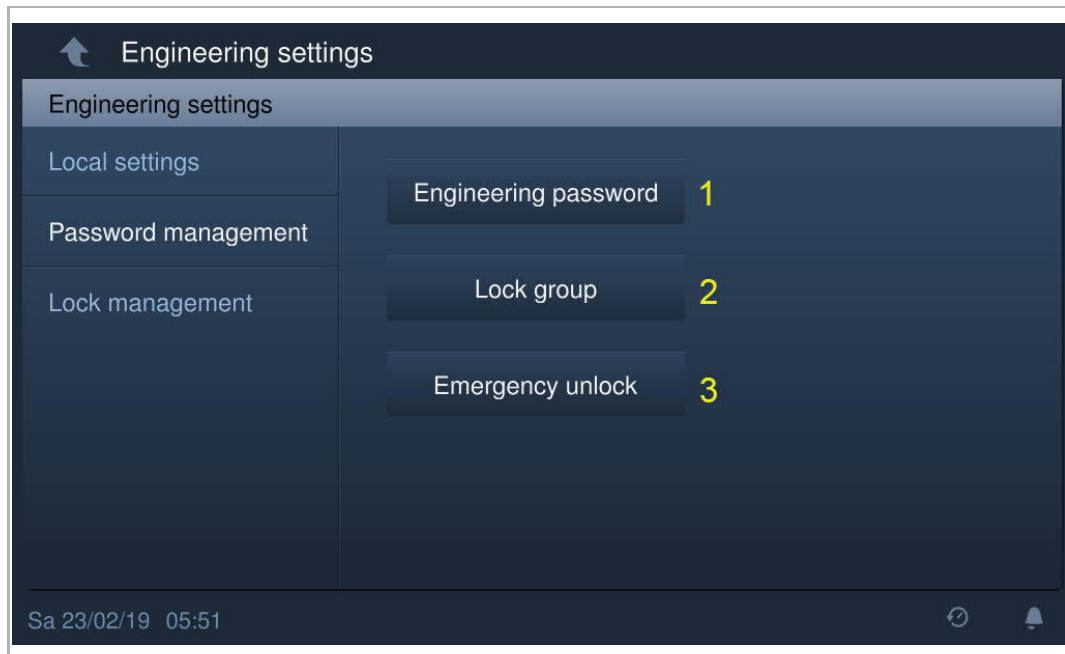 Engineering settings
Engineering settings
Local settings
Password management
Lock management
Engineering password 1
Lock group 2
Emergency unlock 3
Sa 23/02/19 05:51